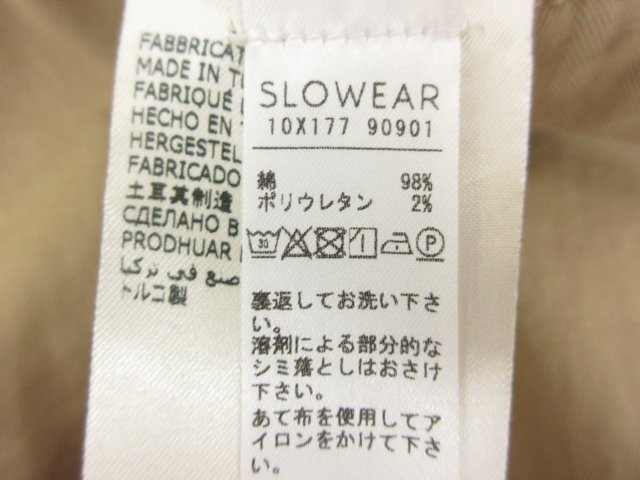 FABBRICAT
MADE IN
FABRIQUÉ
HECHO EN
HERGESTEL
FABRICADO
土耳其制造
СДЕЛАНО В
PRODHUAR
صنع في تركيا
トルコ製
SLOWEAR
10X177 90901
綿 98%
ポリウレタン 2%
30 P
裏返してお洗い下さ
い。
溶剤による部分的な
シミ落としはおさけ
下さい。
あて布を使用してア
イロンをかけて下さ
い。